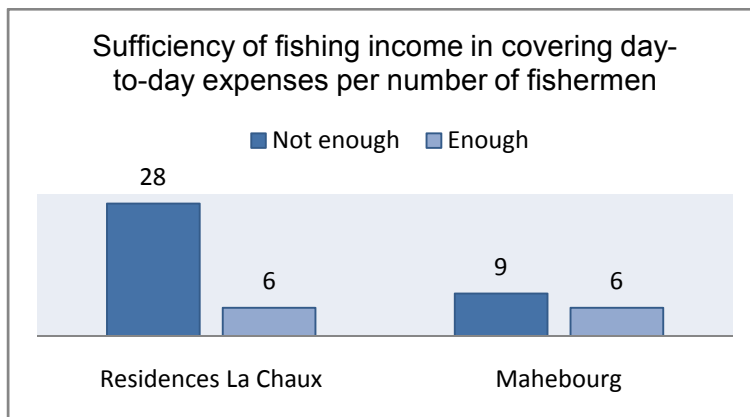 Sufficiency of fishing income in covering day-
to-day expenses per number of fishermen
Not enough Enough
28 6 9 6
Residences La Chaux Mahebourg